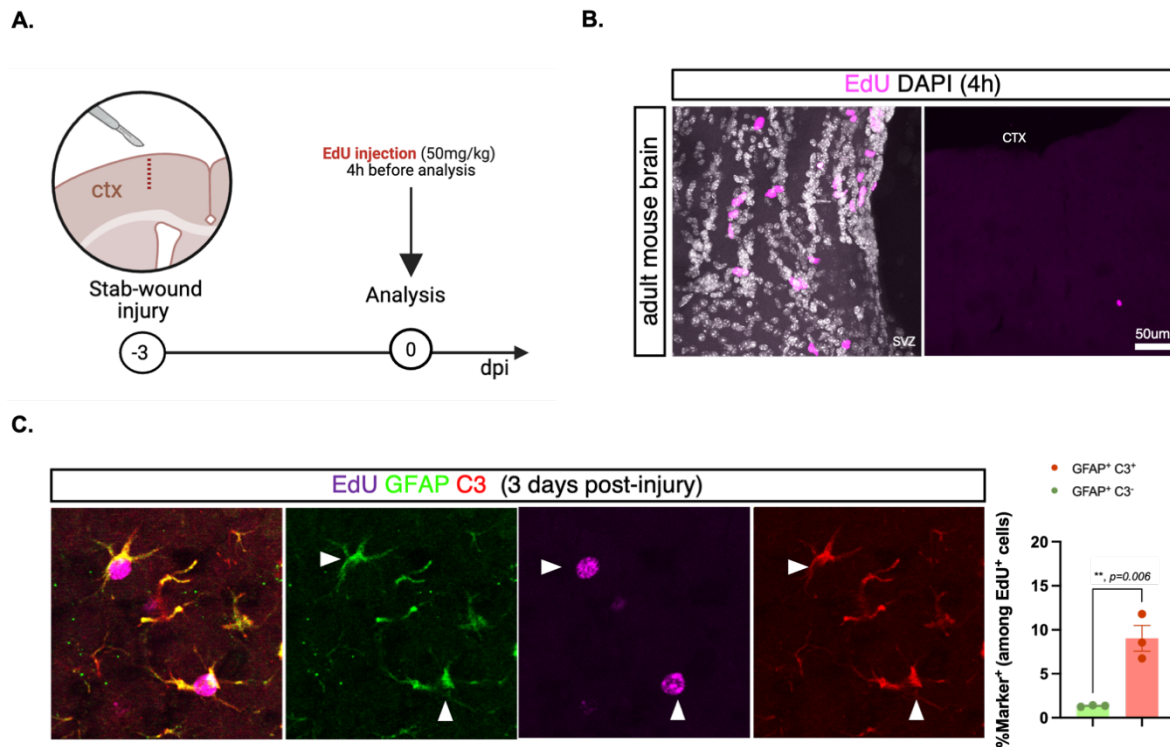 A.
ctx
Stab-wound
injury
EdU injection (50mg/kg)
4h before analysis
Analysis
-3
0
dpi
B.
EdU DAPI (4h)
adult mouse brain
SVZ
CTX
50um
C.
EdU GFAP C3 (3 days post-injury)
GFAP⁺ C3⁺
GFAP⁺ C3⁻
%Marker⁺ (among EdU⁺ cells)
20
15
10
5
0
**, p=0.006